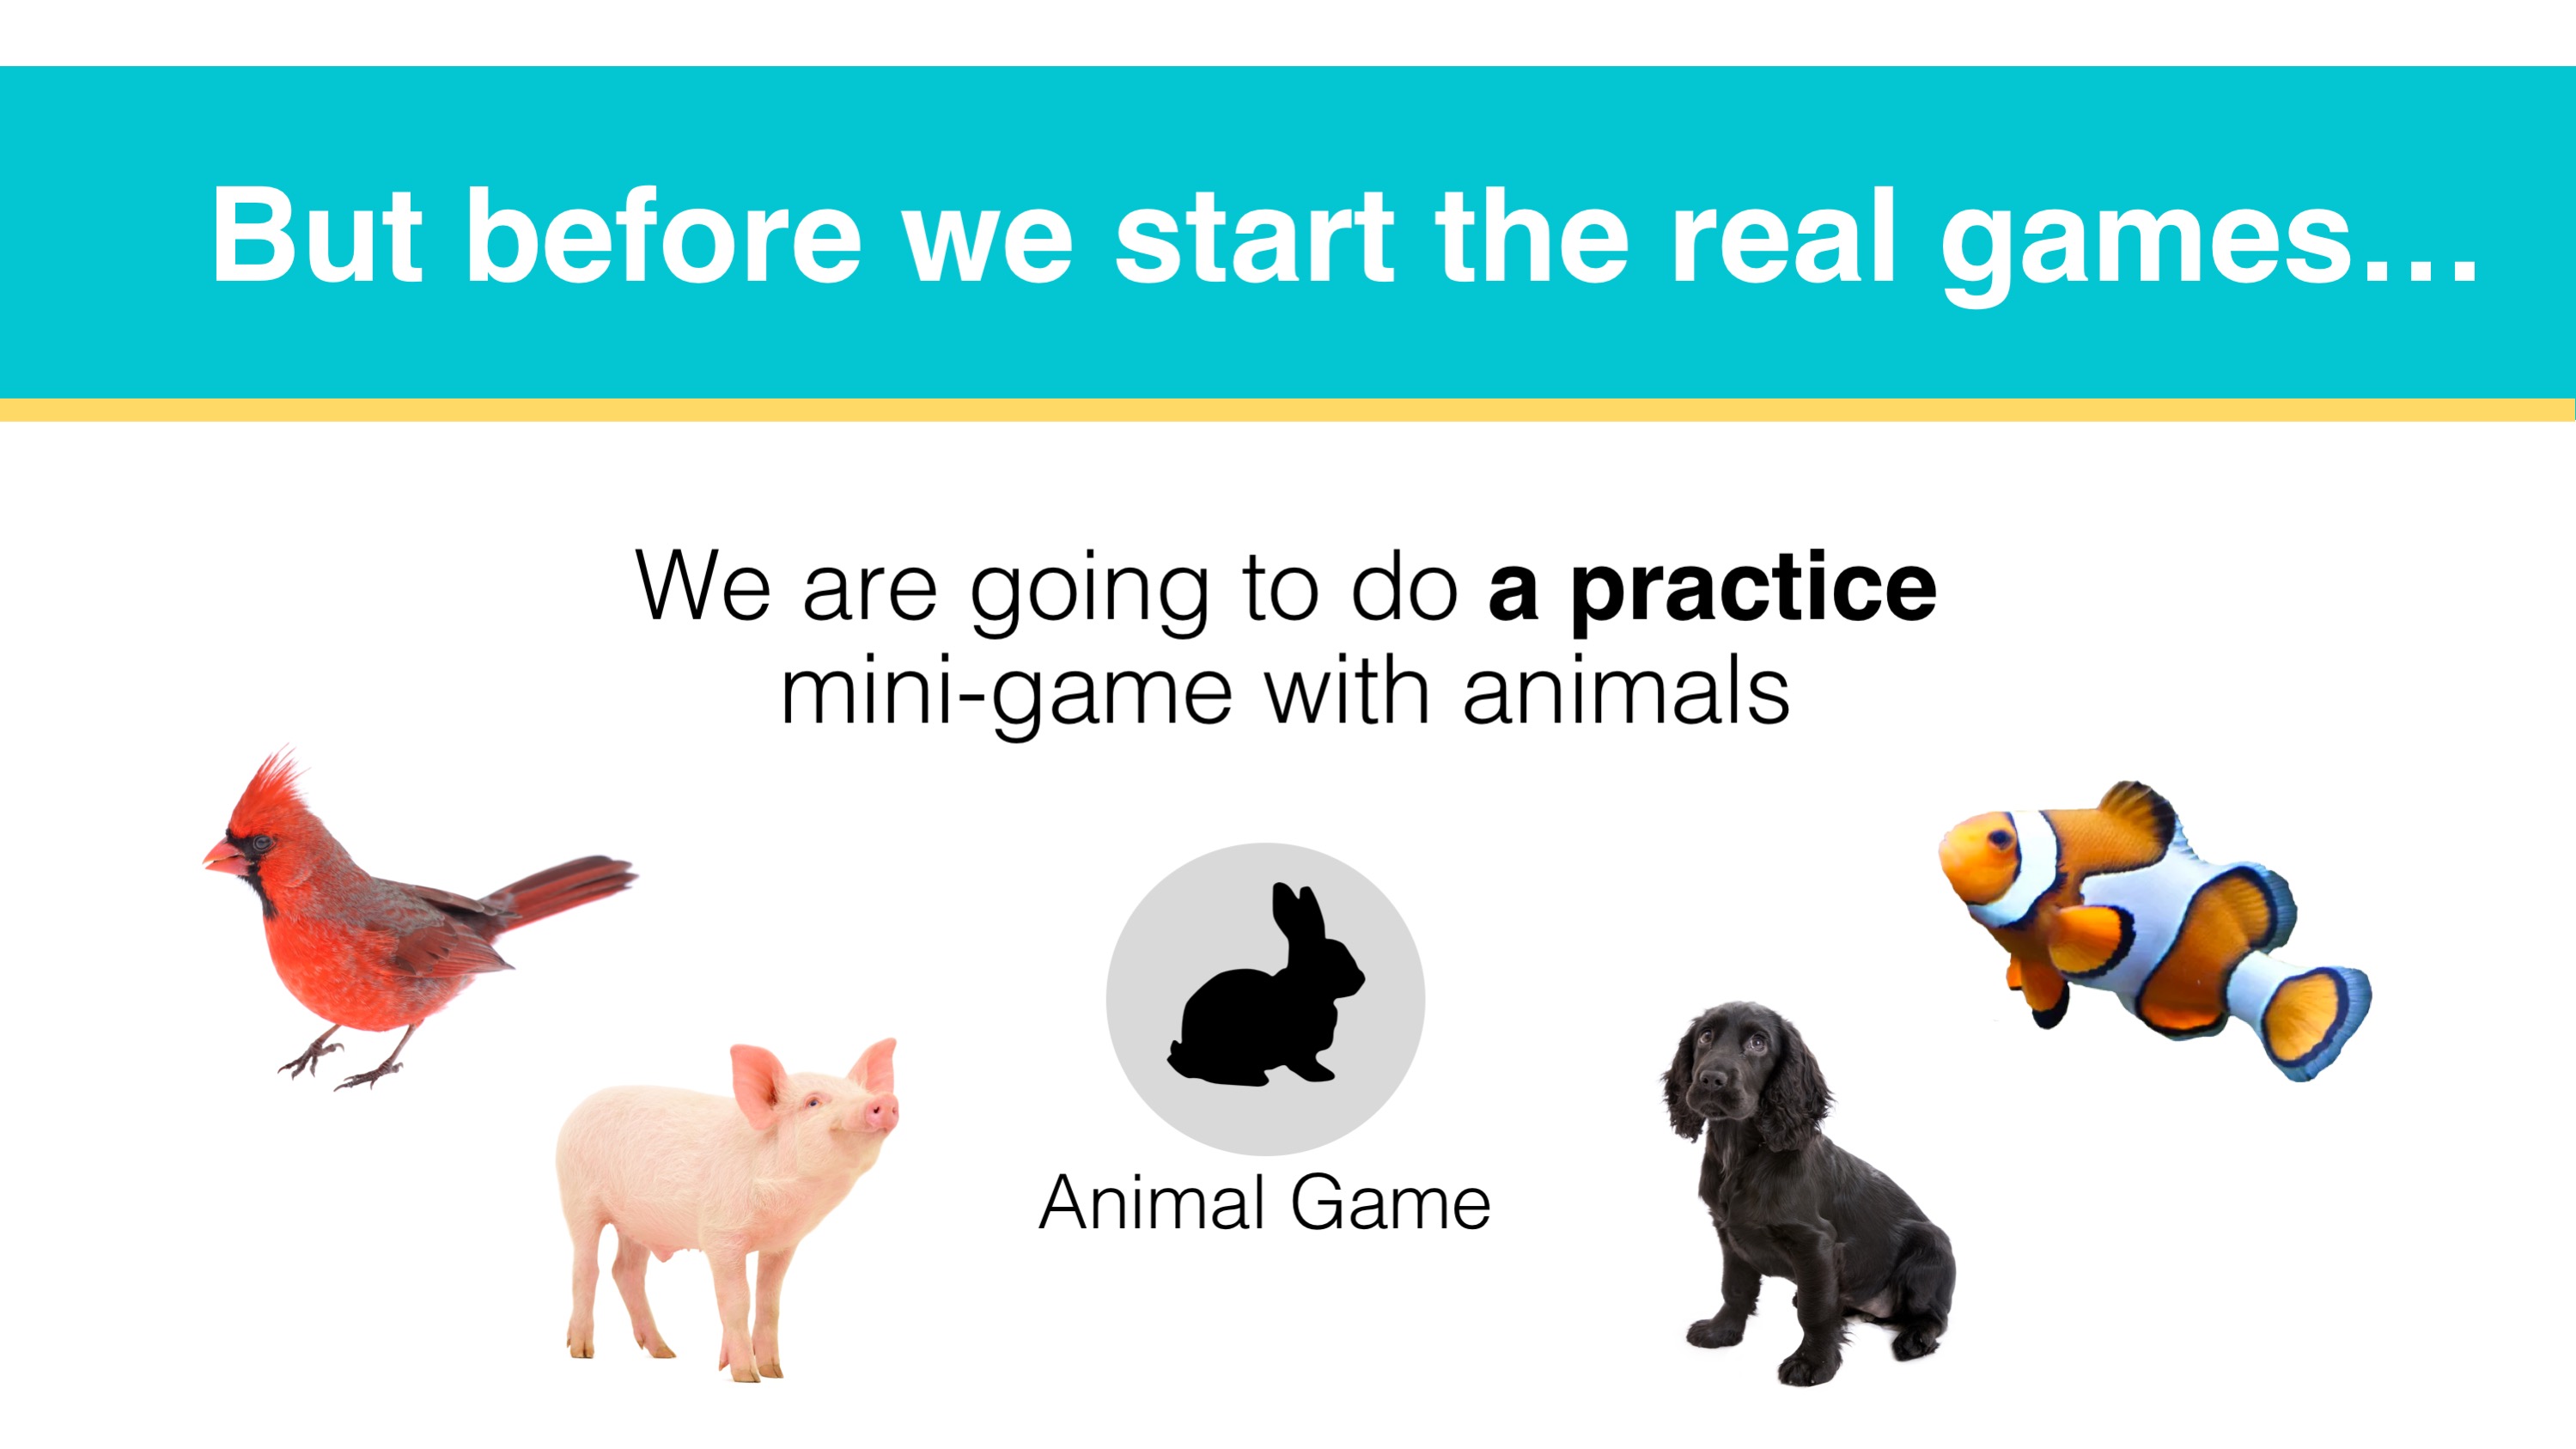 But before we start the real games…
We are going to do a practice
mini-game with animals
Animal Game